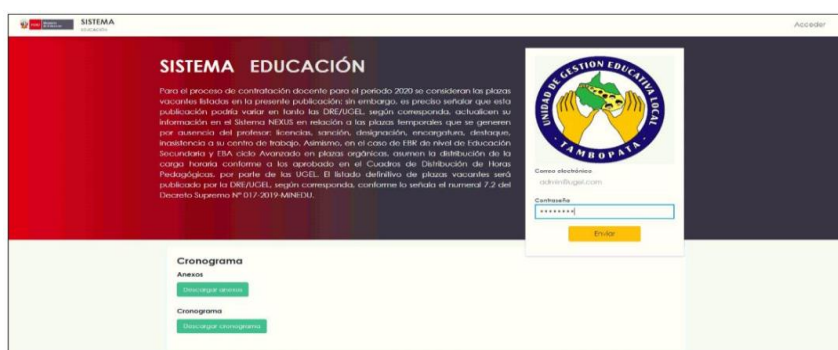 PERÚ
SISTEMA
EDUCACIÓN
Acceder
SISTEMA EDUCACIÓN
Para el proceso de contratación docente para el periodo 2020 se consideran las plazas
vacantes listadas en la presente publicación; sin embargo, es preciso señalar que esta
publicación podría variar en tanto las DRE/UGEL, según corresponda, actualicen su
información en el Sistema NEXUS en relación a las plazas temporales que se generen
por ausencia del profesor: licencias, sanción, designación, encargatura, destaque,
inasistencia a su centro de trabajo. Asimismo, en el caso de EBR de nivel de Educación
Secundaria y EBA ciclo Avanzado en plazas orgánicas, asumen la distribución de la
carga horaria conforme a los aprobado en el Cuadros de Distribución de Horas
Pedagógicas, por parte de las UGEL. El listado definitivo de plazas vacantes será
publicado por la DRE/UGEL, según corresponda, conforme lo señala el numeral 7.2 del
Decreto Supremo N° 017-2019-MINEDU.
UNIDAD DE GESTION EDUCATIVA LOCAL
- TAMBOPATA -
Correo electrónico
admin@ugel.com
Contraseña
********
Enviar
Cronograma
Anexos
Descargar anexos
Cronograma
Descargar cronograma